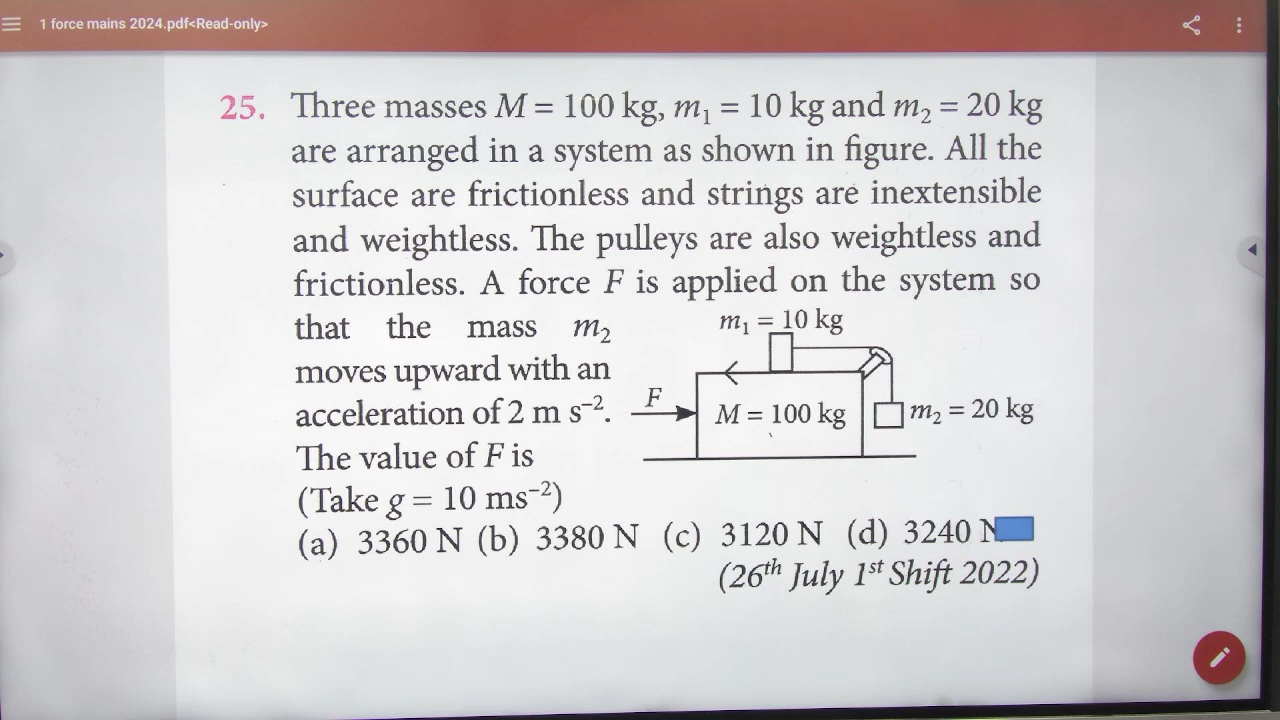 1 force mains 2024.pdf<Read-only>
25. Three masses M = 100 kg, m₁ = 10 kg and m₂ = 20 kg
are arranged in a system as shown in figure. All the
surface are frictionless and strings are inextensible
and weightless. The pulleys are also weightless and
frictionless. A force F is applied on the system so
that the mass m₂
moves upward with an
acceleration of 2 m s⁻².
The value of F is
(Take g = 10 ms⁻²)
m₁ = 10 kg
F
M = 100 kg
m₂ = 20 kg
(a) 3360 N (b) 3380 N (c) 3120 N (d) 3240 N
(26th July 1st Shift 2022)